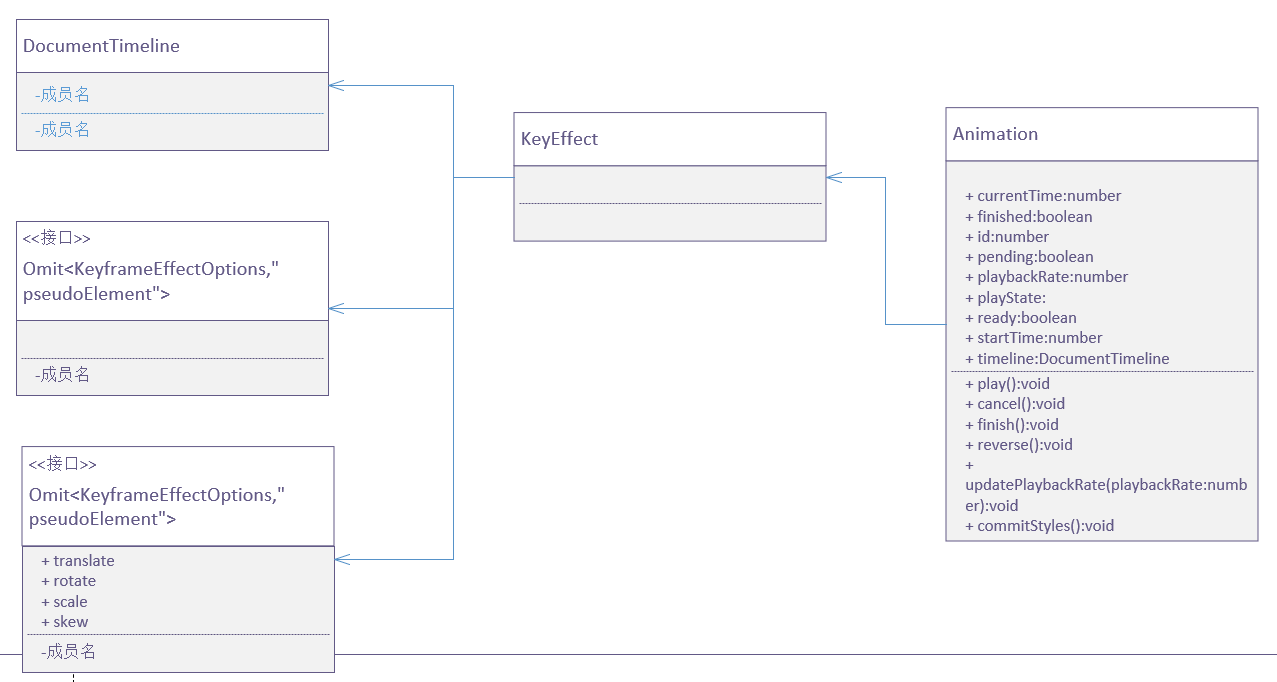 DocumentTimeline
-成员名
-成员名
<<接口>>
Omit<KeyframeEffectOptions,"
pseudoElement">
-成员名
<<接口>>
Omit<KeyframeEffectOptions,"
pseudoElement">
+ translate
+ rotate
+ scale
+ skew
-成员名
KeyEffect
Animation
+ currentTime:number
+ finished:boolean
+ id:number
+ pending:boolean
+ playbackRate:number
+ playState:
+ ready:boolean
+ startTime:number
+ timeline:DocumentTimeline
+ play():void
+ cancel():void
+ finish():void
+ reverse():void
+
updatePlaybackRate(playbackRate:numb
er):void
+ commitStyles():void